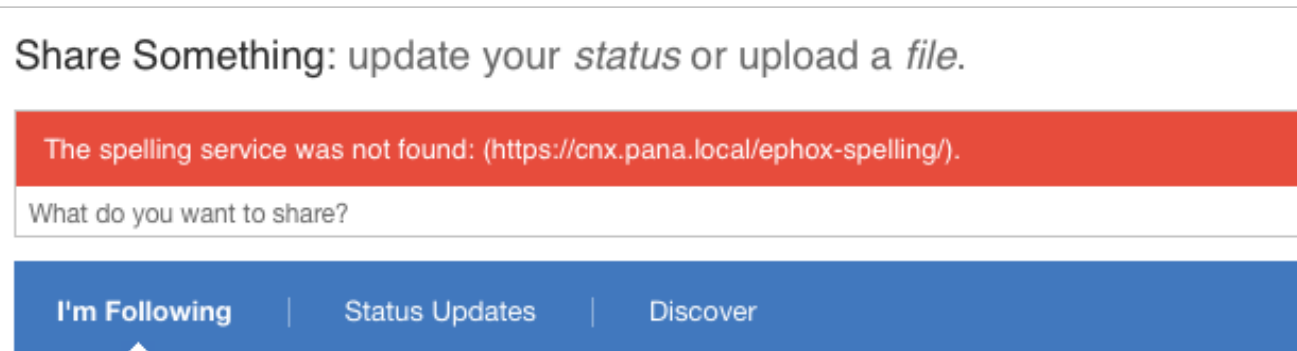 Share Something: update your status or upload a file.
The spelling service was not found: (https://cnx.pana.local/ephox-spelling/).
What do you want to share?
I'm Following | Status Updates | Discover